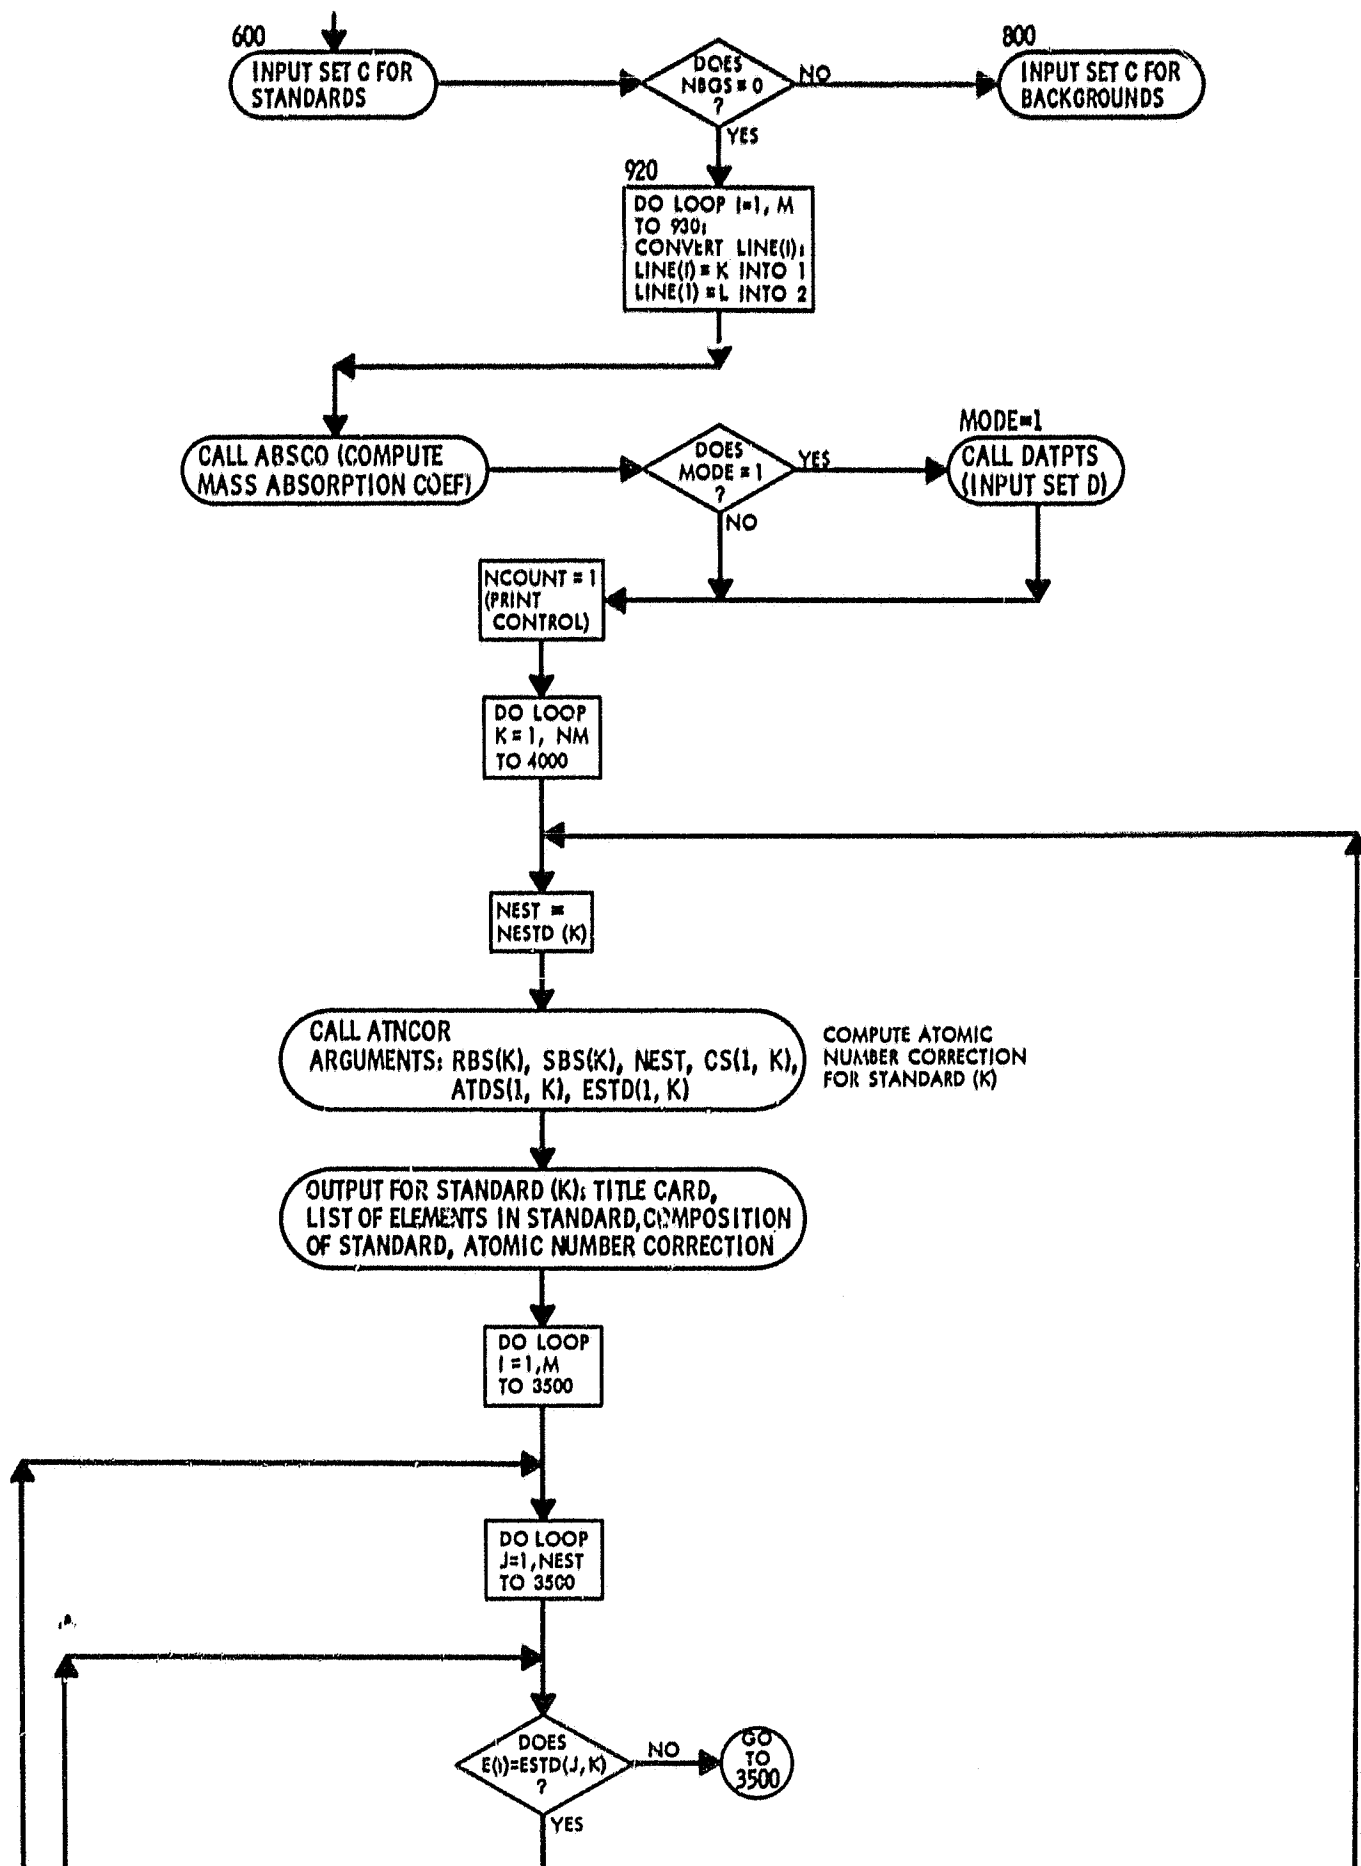 600
INPUT SET C FOR
STANDARDS
DOES
NBGS = 0
?
NO
YES
800
INPUT SET C FOR
BACKGROUNDS
920
DO LOOP I=1, M
TO 930;
CONVERT LINE(I):
LINE(I) = K INTO 1
LINE(I) = L INTO 2
CALL ABSCO (COMPUTE
MASS ABSORPTION COEF)
DOES
MODE = 1
?
YES
NO
MODE=1
CALL DATPTS
(INPUT SET D)
NCOUNT = 1
(PRINT
CONTROL)
DO LOOP
K = 1, NM
TO 4000
NEST =
NESTD (K)
CALL ATNCOR
ARGUMENTS: RBS(K), SBS(K), NEST, CS(1, K),
ATDS(1, K), ESTD(1, K)
COMPUTE ATOMIC
NUMBER CORRECTION
FOR STANDARD (K)
OUTPUT FOR STANDARD (K): TITLE CARD,
LIST OF ELEMENTS IN STANDARD, COMPOSITION
OF STANDARD, ATOMIC NUMBER CORRECTION
DO LOOP
I = 1, M
TO 3500
DO LOOP
J=1, NEST
TO 3500
DOES
E(I)=ESTD(J, K)
?
NO
YES
GO
TO
3500